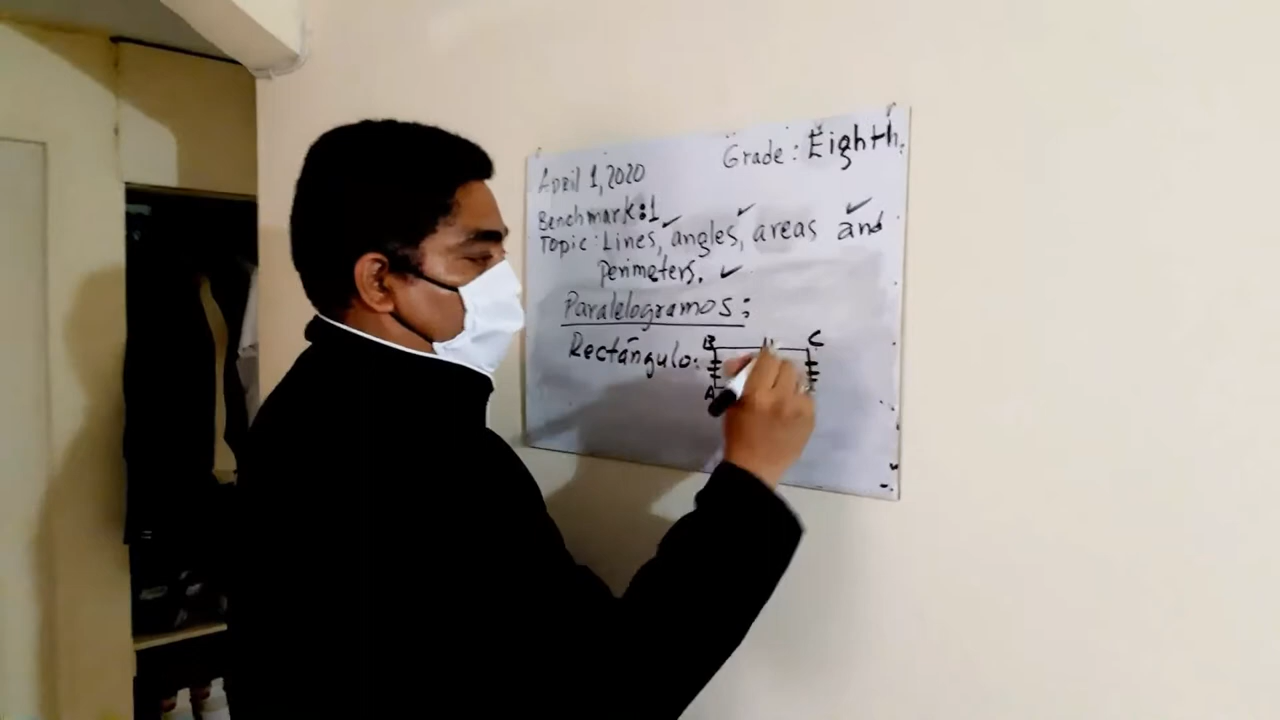 Grade: Eighth.
April 1, 2020
Benchmark:1
Topic: Lines, angles, areas and
perimeters.
Paralelogramos:
Rectángulo:
B C
A